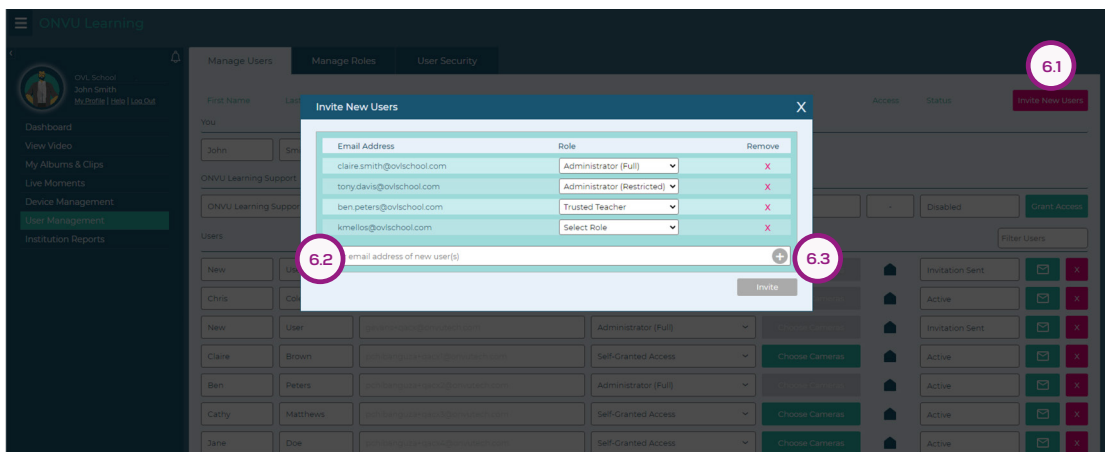 ONVU Learning
6.1
OVL School
John Smith
My Profile | Help | Log Out
Dashboard
View Video
My Albums & Clips
Live Moments
Device Management
User Management
Institution Reports
Manage Users Manage Roles User Security
First Name Access Status Invite New Users
You
John
ONVU Learning Support
ONVU Learning Support - Disabled Grant Access
Users Filter Users
Invite New Users X
Email Address Role Remove
claire.smith@ovlschool.com Administrator (Full) X
tony.davis@ovlschool.com Administrator (Restricted) X
ben.peters@ovlschool.com Trusted Teacher X
kmellos@ovlschool.com Select Role X
6.2 email address of new user(s) 6.3
Invite
New Invitation Sent X
Chris Active X
New User Administrator (Full) Invitation Sent X
Claire Brown Self-Granted Access Choose Cameras Active X
Ben Peters Administrator (Full) Active X
Cathy Matthews Self-Granted Access Choose Cameras Active X
Jane Doe Self-Granted Access Choose Cameras Active X